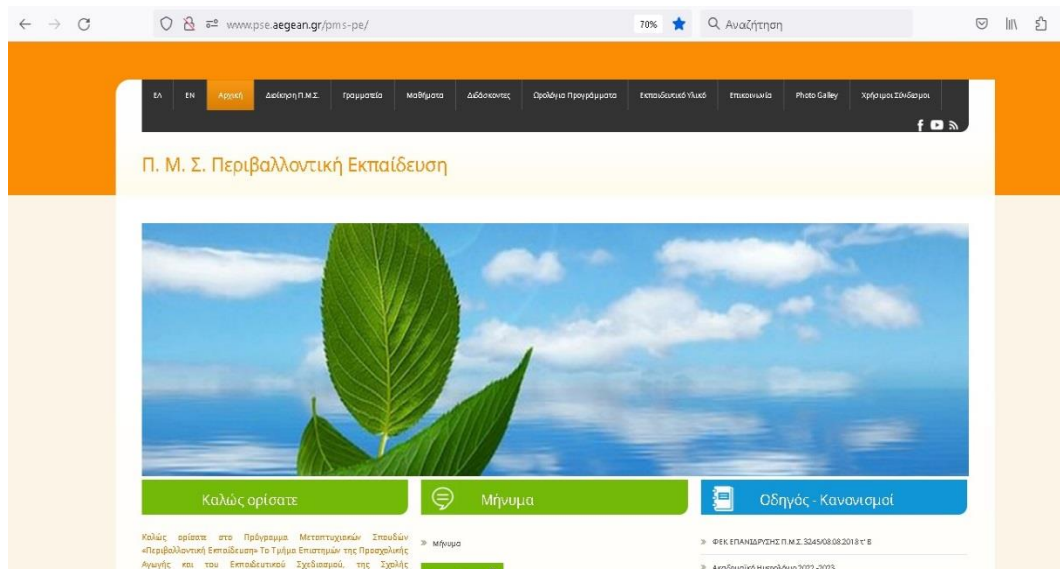 www.pse.aegean.gr/pms-pe/ 70% Αναζήτηση
ΕΛ EN Αρχική Διοίκηση Π.Μ.Σ. Γραμματεία Μαθήματα Διδάσκοντες Ωρολόγια Προγράμματα Εκπαιδευτικό Υλικό Επικοινωνία Photo Galley Χρήσιμοι Σύνδεσμοι
Π. Μ. Σ. Περιβαλλοντική Εκπαίδευση
Καλώς ορίσατε
Μήνυμα
Οδηγός - Κανονισμοί
Καλώς ορίσατε στο Πρόγραμμα Μεταπτυχιακών Σπουδών
«Περιβαλλοντική Εκπαίδευση» Το Τμήμα Επιστημών της Προσχολικής
Αγωγής και του Εκπαιδευτικού Σχεδιασμού, της Σχολής
» Μήνυμα
» ΦΕΚ ΕΠΑΝΙΔΡΥΣΗΣ Π.Μ.Σ. 3245/08.08.2018 τ' Β
» Ακαδημαϊκό Ημερολόγιο 2022 -2023